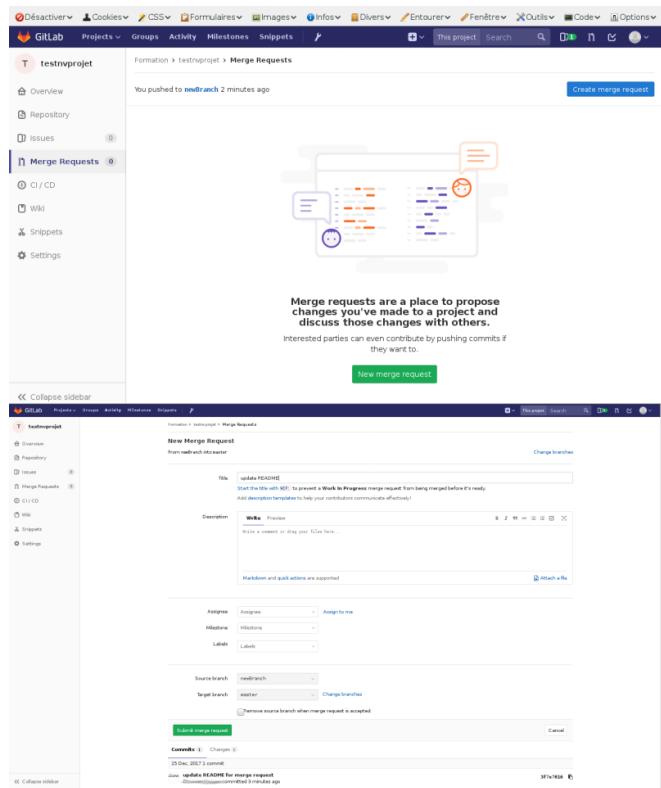 Désactiver Cookies CSS Formulaires Images Infos Divers Entourer Fenêtre Outils Code Options
GitLab Projects Groups Activity Milestones Snippets This project Search 1
T testnvprojet
Formation > testnvprojet > Merge Requests
Overview
You pushed to newBranch 2 minutes ago
Create merge request
Repository
Issues 0
Merge Requests 0
CI / CD
Wiki
Snippets
Settings
Merge requests are a place to propose
changes you've made to a project and
discuss those changes with others.
Interested parties can even contribute by pushing commits if
they want to.
New merge request
Collapse sidebar
GitLab Projects Groups Activity Milestones Snippets This project Search
T testnvprojet
Formation > testnvprojet > Merge Requests
Overview
Repository
Issues 0
Merge Requests 0
CI / CD
Wiki
Snippets
Settings
New Merge Request
From newBranch into master
Change branches
Title update README
Start the title with WIP: to prevent a Work In Progress merge request from being merged before it's ready.
Add description templates to help your contributors communicate effectively!
Description Write Preview
Write a comment or drag your files here...
Markdown and quick actions are supported
Attach a file
Assignee Assignee Assign to me
Milestone Milestone
Labels Labels
Source branch newBranch
Target branch master Change branches
Remove source branch when merge request is accepted.
Submit merge request
Cancel
Commits 1 Changes 1
15 Dec, 2017 1 commit
update README for merge request
committed 3 minutes ago
Collapse sidebar